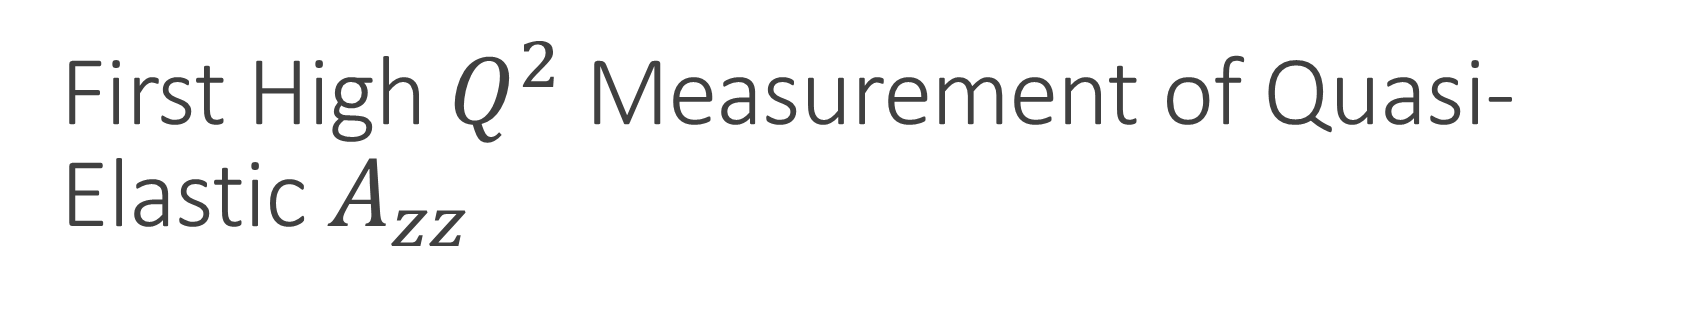 First High Q² Measurement of Quasi-
Elastic A_zz